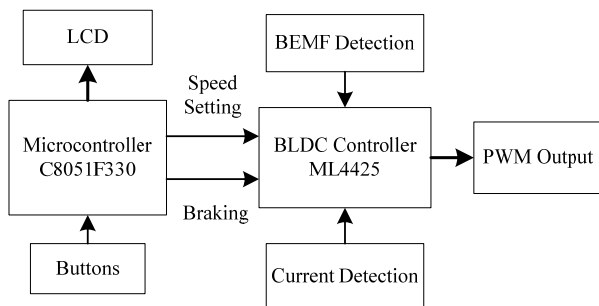 LCD
BEMF Detection
Speed
Setting
Microcontroller
C8051F330
BLDC Controller
ML4425
PWM Output
Braking
Buttons
Current Detection